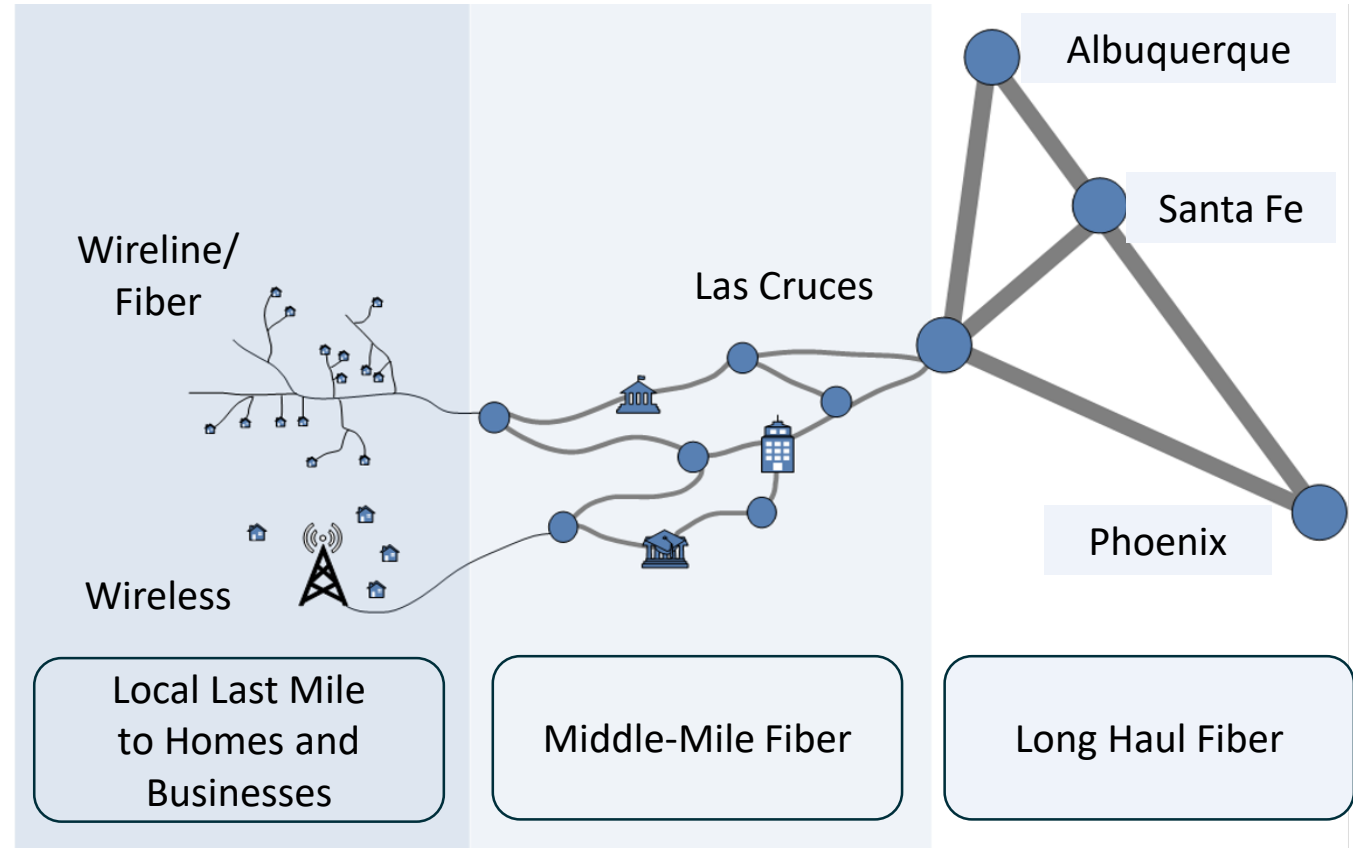 Albuquerque
Santa Fe
Wireline/
Fiber
Las Cruces
Phoenix
Wireless
Local Last Mile
to Homes and
Businesses
Middle-Mile Fiber
Long Haul Fiber